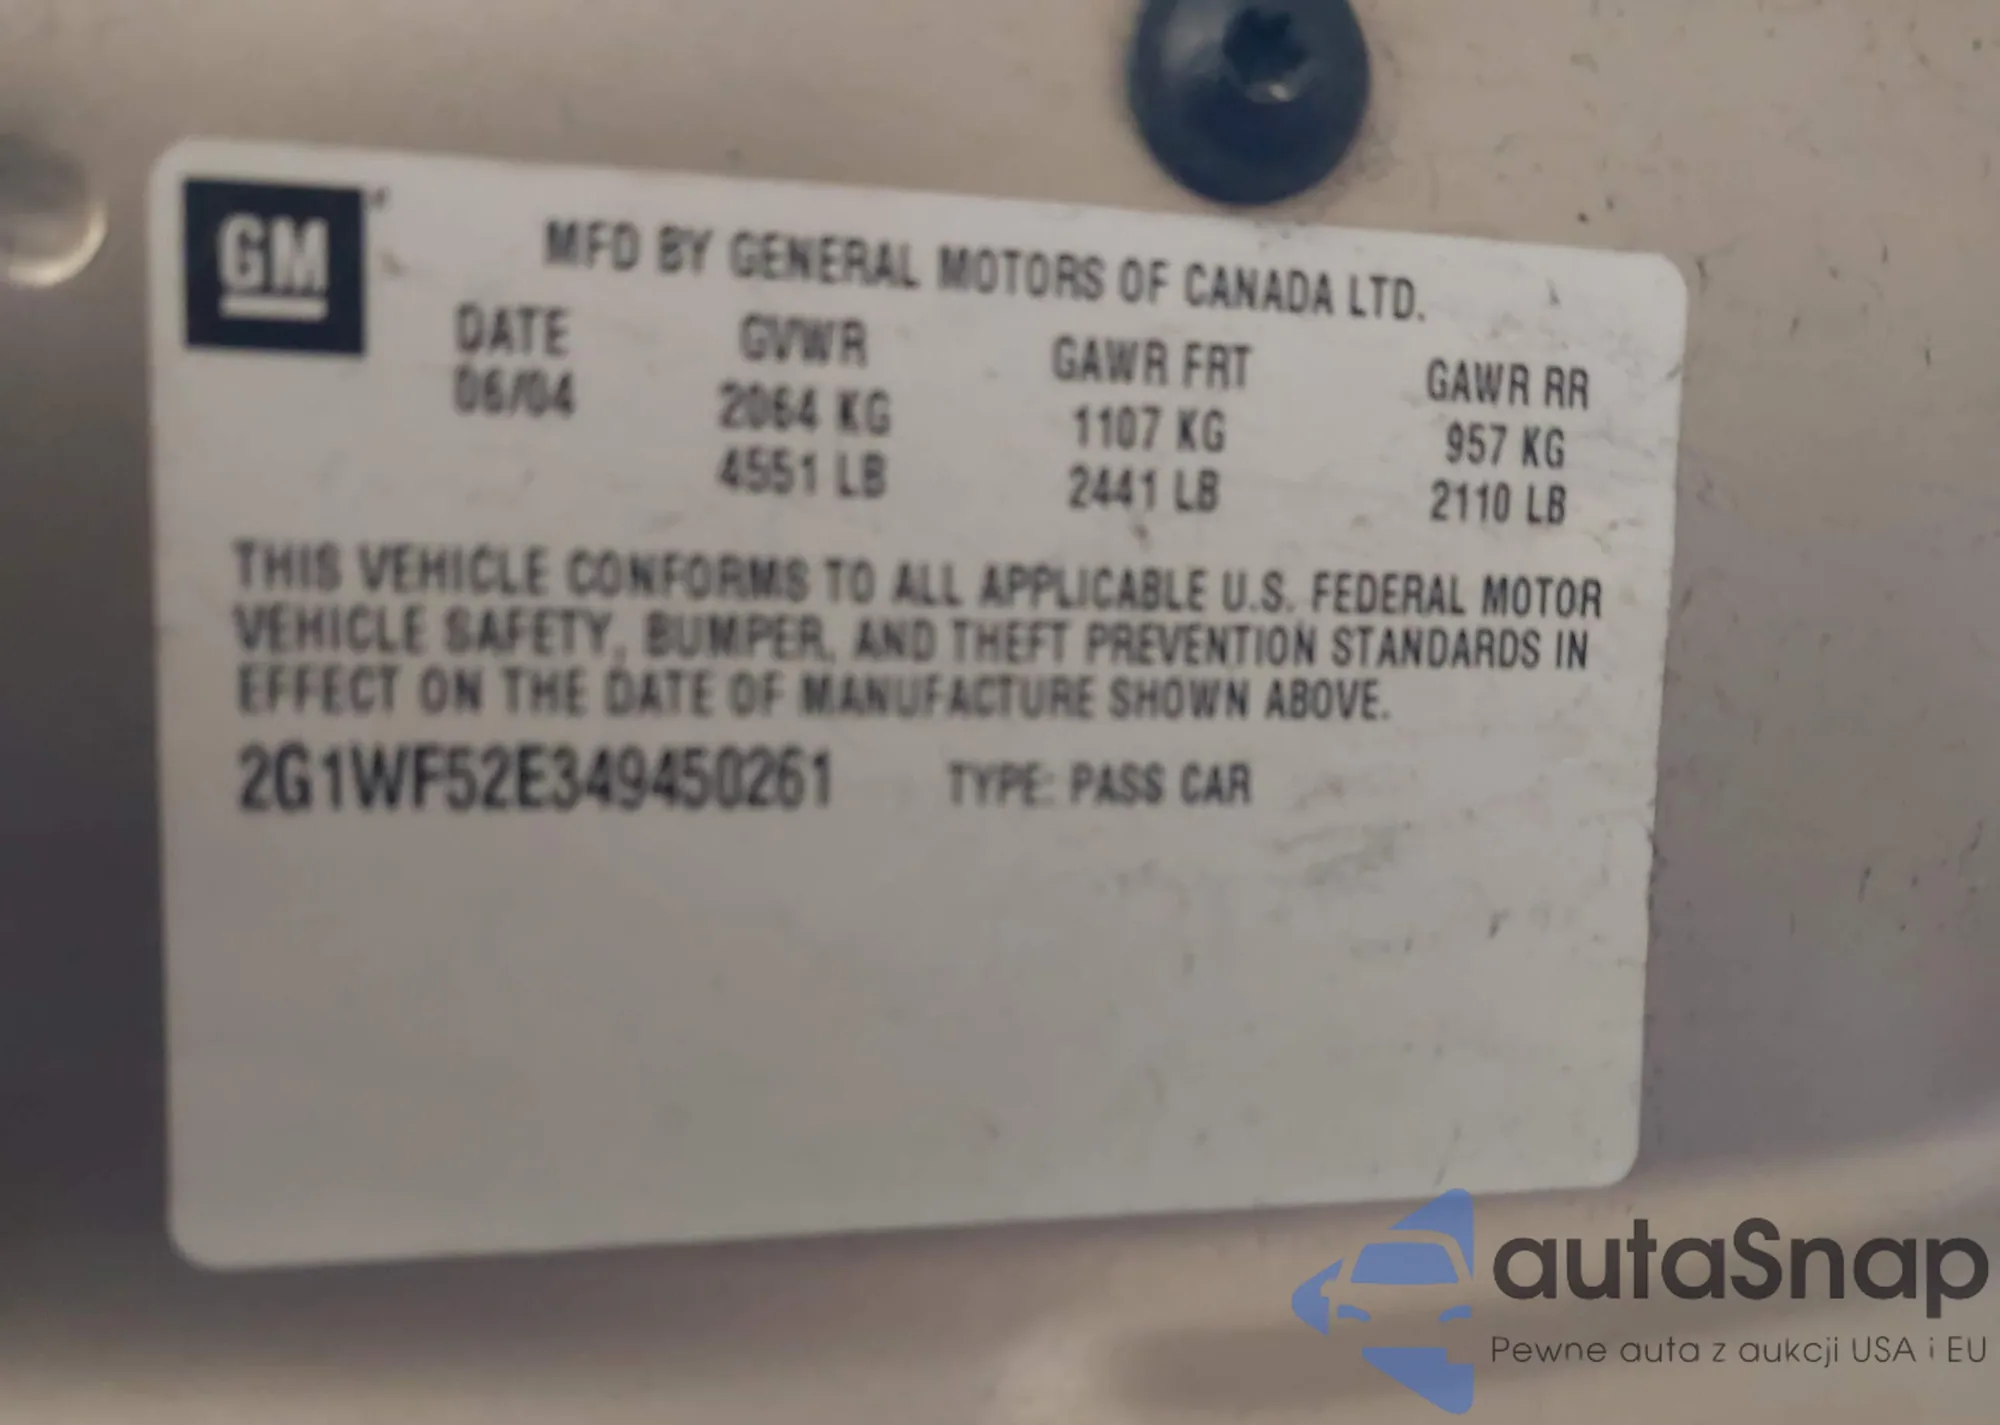 GM
MFD BY GENERAL MOTORS OF CANADA LTD.
DATE GVWR GAWR FRT GAWR RR
06/04 2064 KG 1107 KG 957 KG
4551 LB 2441 LB 2110 LB
THIS VEHICLE CONFORMS TO ALL APPLICABLE U.S. FEDERAL MOTOR
VEHICLE SAFETY, BUMPER, AND THEFT PREVENTION STANDARDS IN
EFFECT ON THE DATE OF MANUFACTURE SHOWN ABOVE.
2G1WF52E349450261 TYPE: PASS CAR
autaSnap
Pewne auta z aukcji USA i EU